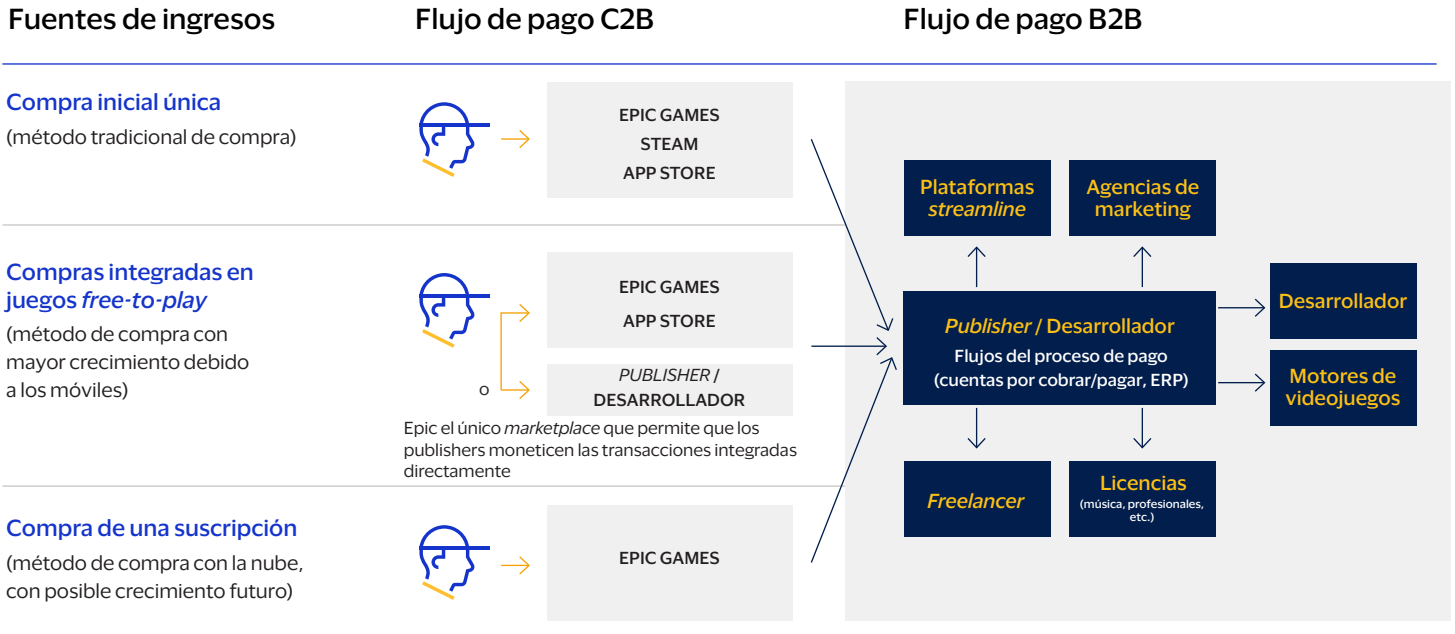 Fuentes de ingresos
Flujo de pago C2B
Flujo de pago B2B
Compra inicial única
(método tradicional de compra)
EPIC GAMES
STEAM
APP STORE
Compras integradas en
juegos free-to-play
(método de compra con
mayor crecimiento debido
a los móviles)
EPIC GAMES
APP STORE
o
PUBLISHER /
DESARROLLADOR
Epic el único marketplace que permite que los
publishers moneticen las transacciones integradas
directamente
Compra de una suscripción
(método de compra con la nube,
con posible crecimiento futuro)
EPIC GAMES
Plataformas
streamline
Agencias de
marketing
Publisher / Desarrollador
Flujos del proceso de pago
(cuentas por cobrar/pagar, ERP)
Desarrollador
Motores de
videojuegos
Freelancer
Licencias
(música, profesionales,
etc.)